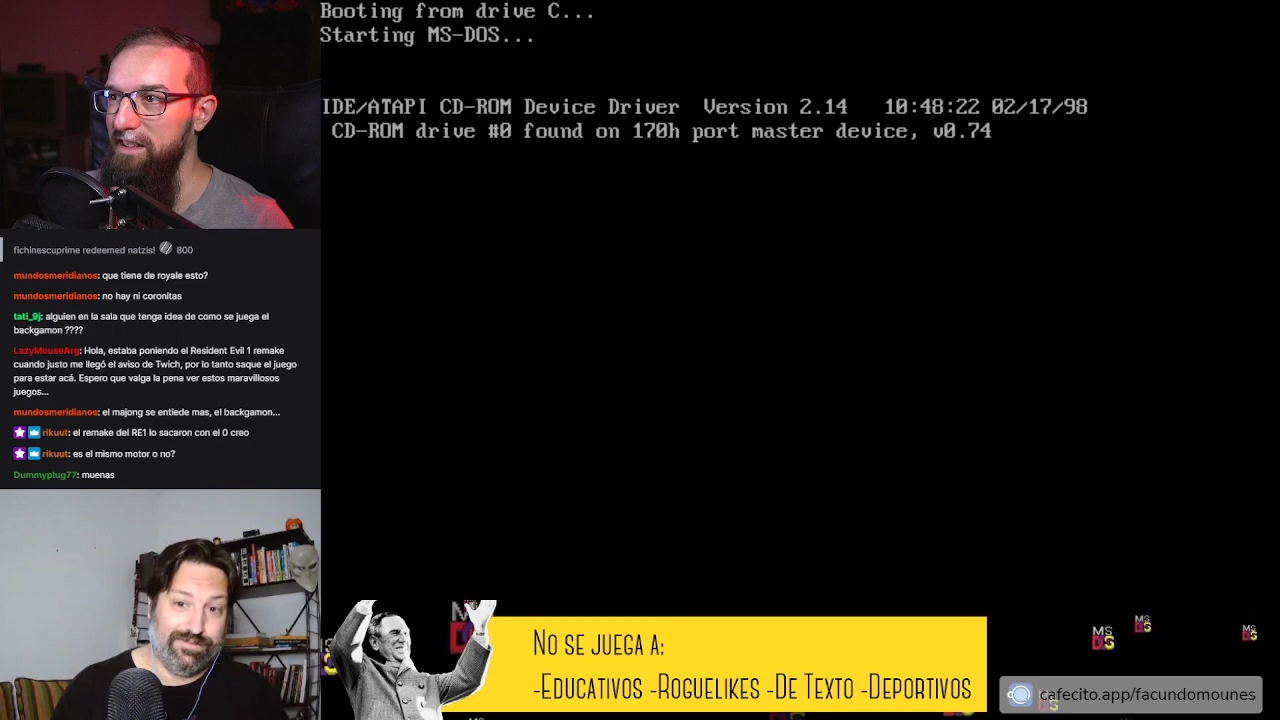 Booting from drive C...
Starting MS-DOS...
IDE/ATAPI CD-ROM Device Driver Version 2.14 10:48:22 02/17/98
CD-ROM drive #0 found on 170h port master device, v0.74
fichinescuprime redeemed natzis! 800
mundosmeridianos: que tiene de royale esto?
mundosmeridianos: no hay ni coronitas
tati_9j: alguien en la sala que tenga idea de como se juega el
backgamon ????
LazyMouseArg: Hola, estaba poniendo el Resident Evil 1 remake
cuando justo me llegó el aviso de Twich, por lo tanto saque el juego
para estar acá. Espero que valga la pena ver estos maravillosos
juegos...
mundosmeridianos: el majong se entiede mas, el backgamon...
rikuut: el remake del RE1 lo sacaron con el 0 creo
rikuut: es el mismo motor o no?
Dummyplug77: muenas
No se juega a:
-Educativos -Roguelikes -De Texto -Deportivos
MS
DS
MS
DS
MS
DS
cafecito.app/facundomounes